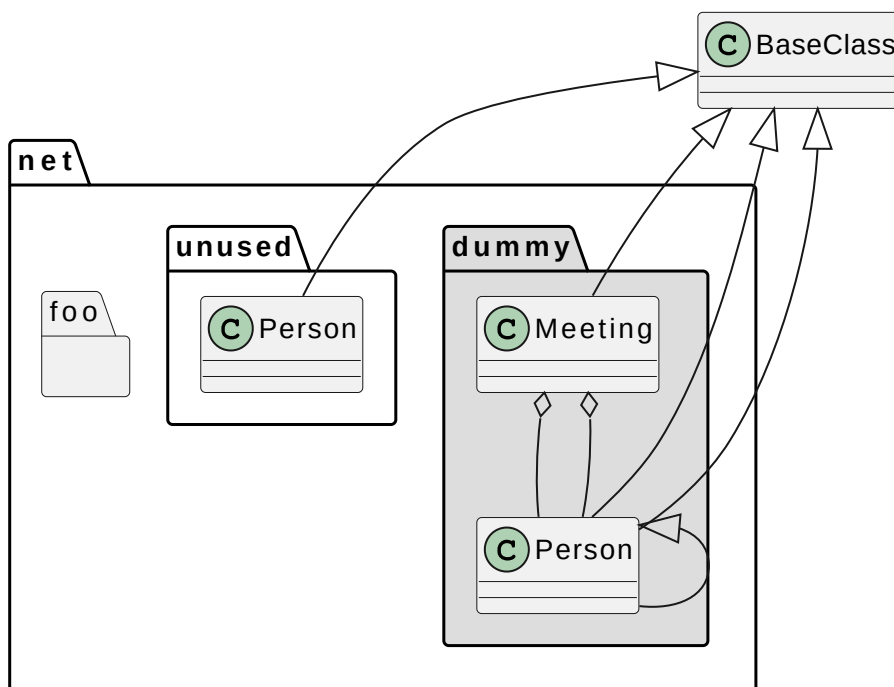 C BaseClass
net
unused
dummy
foo
C Person
C Meeting
C Person